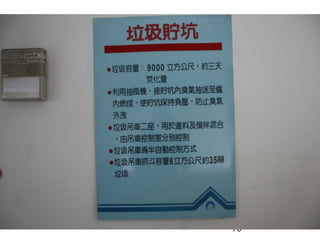 垃圾貯坑
●垃圾容量：9000立方公尺，約三天
焚化量
●利用抽風機，將貯坑內臭氣抽送至爐
內燃燒，使貯坑保持負壓，防止臭氣
外洩
●垃圾吊車二座，用於進料及攪拌混合
，由吊車控制室分別控制
●垃圾吊車為半自動控制方式
●垃圾吊車抓斗容量6立方公尺約3.5噸
垃圾